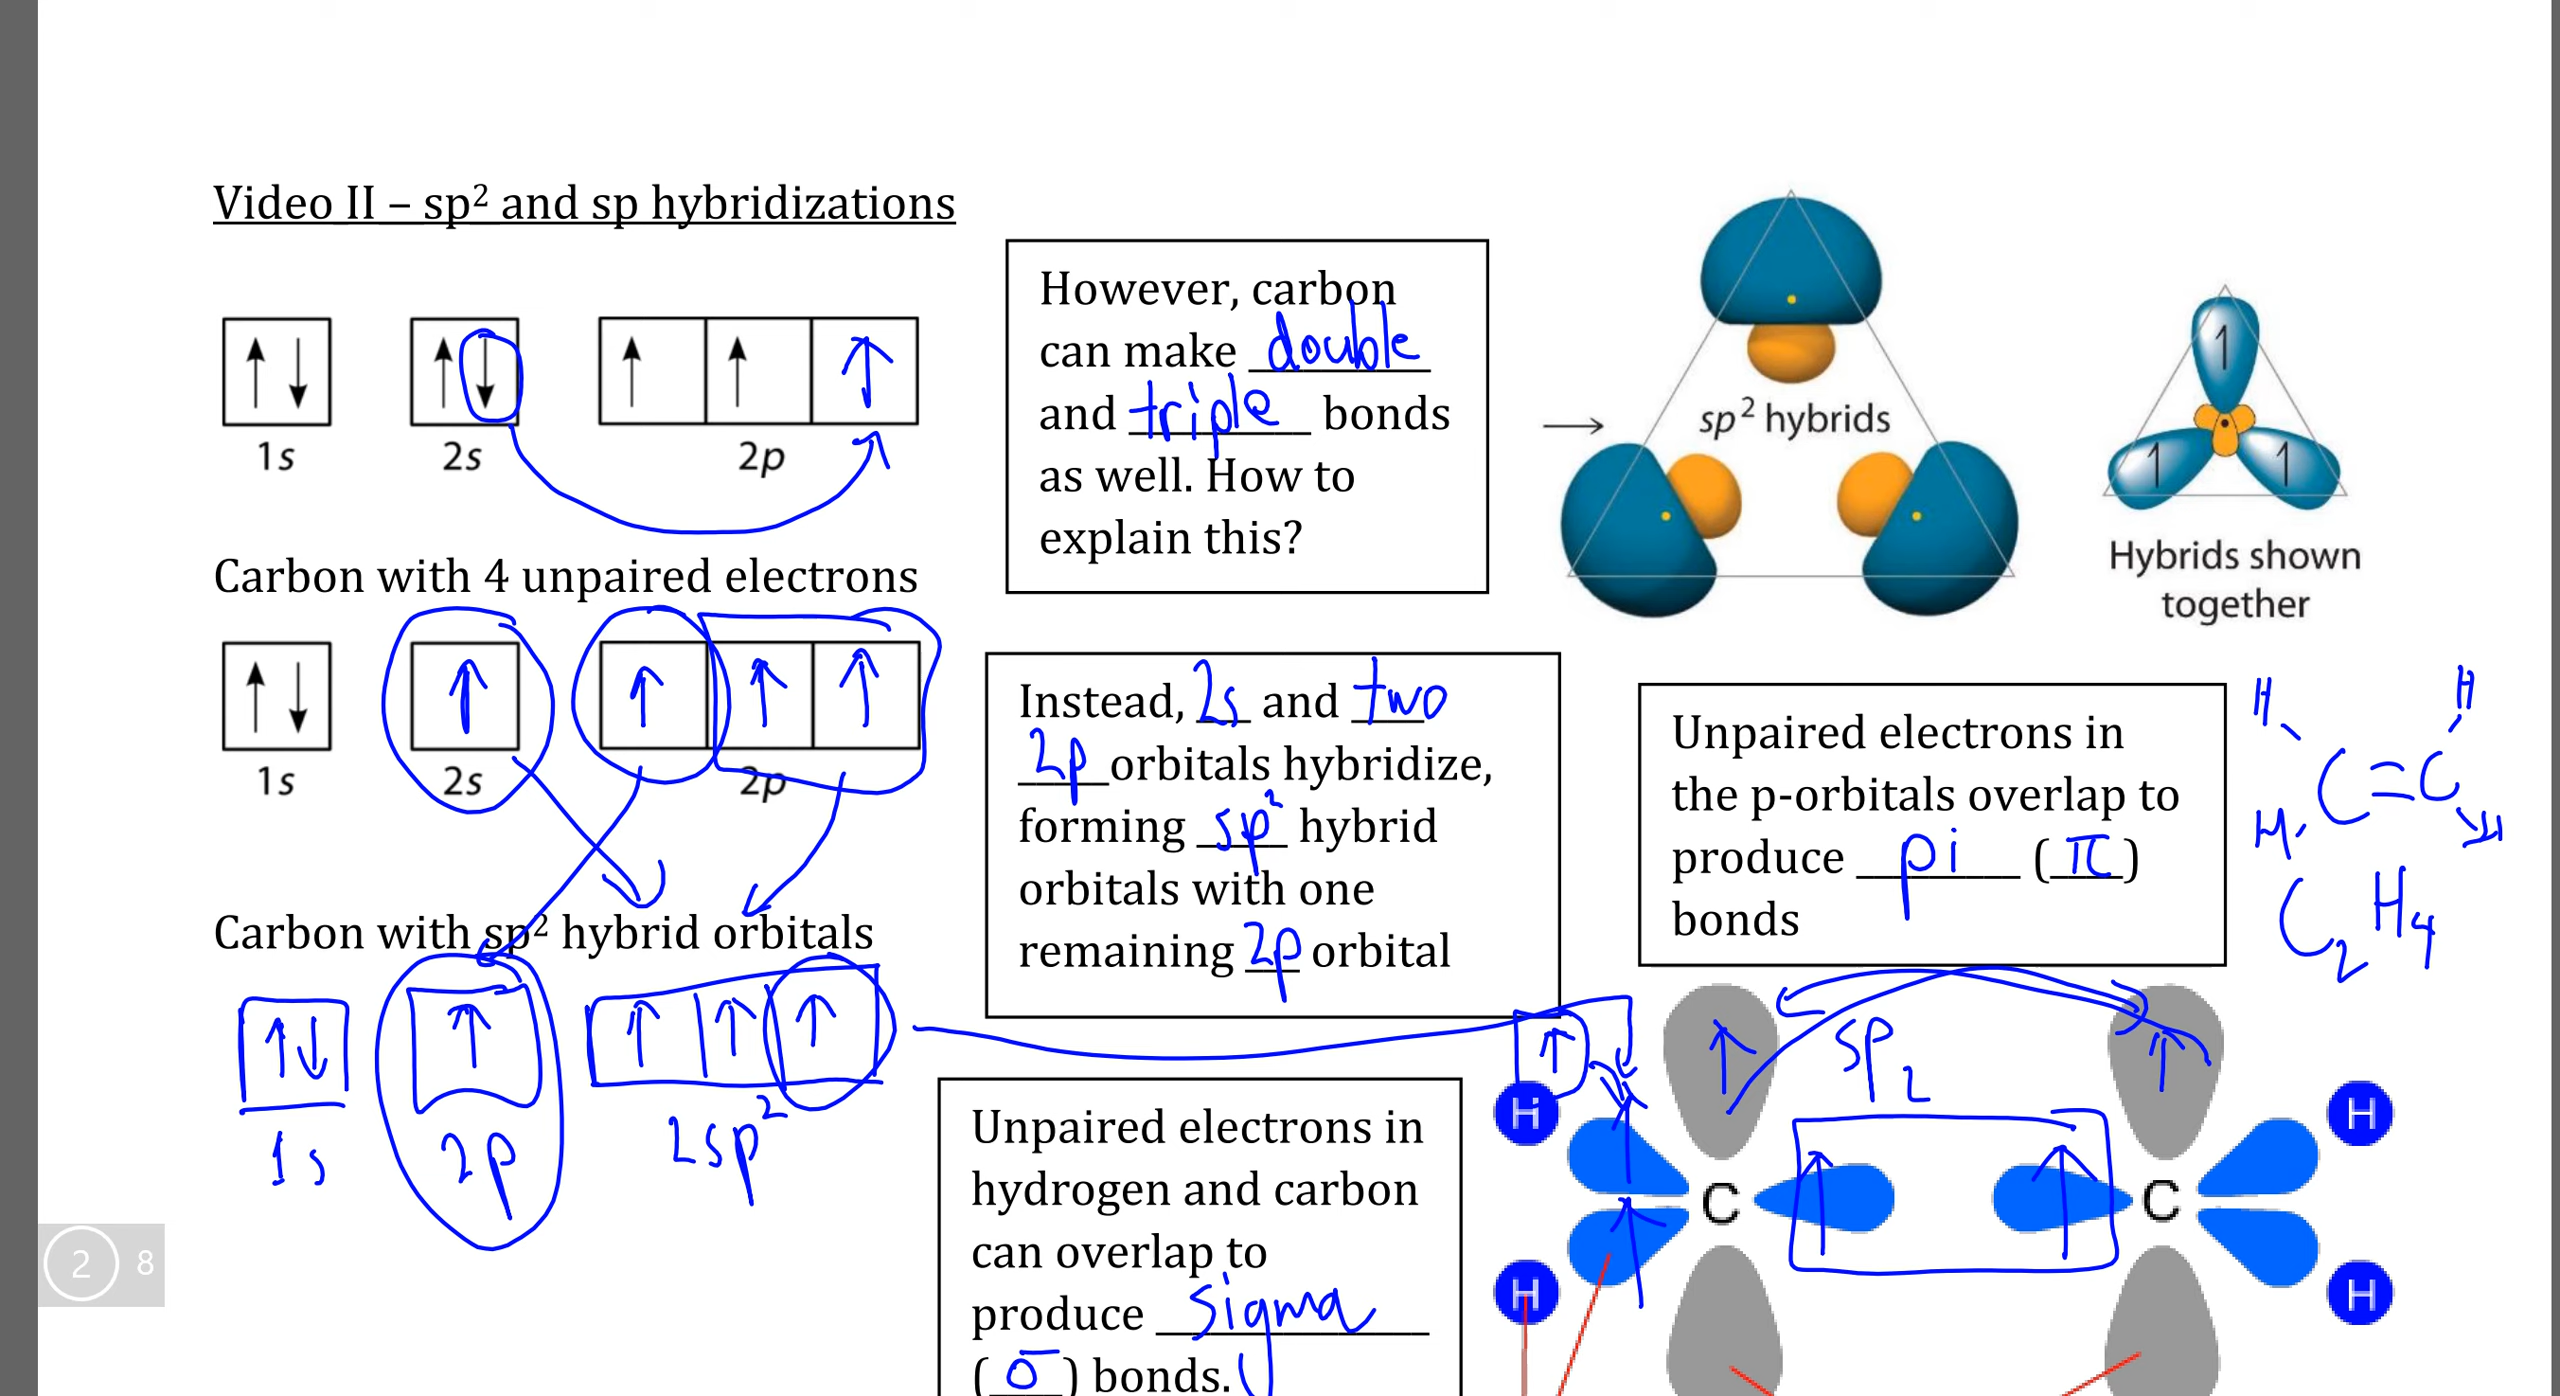 Video II – sp² and sp hybridizations
1s 2s 2p
However, carbon
can make double
and triple bonds
as well. How to
explain this?
sp² hybrids
1
1 1
Hybrids shown
together
Carbon with 4 unpaired electrons
1s 2s 2p
Instead, 2s and two
2p orbitals hybridize,
forming sp² hybrid
orbitals with one
remaining 2p orbital
Unpaired electrons in
the p-orbitals overlap to
produce pi (π)
bonds
H H
C=C
H H
C₂H₄
Carbon with sp² hybrid orbitals
1s 2p 2sp²
Unpaired electrons in
hydrogen and carbon
can overlap to
produce sigma
(σ) bonds.
sp₂
H H
C C
H H
2 8